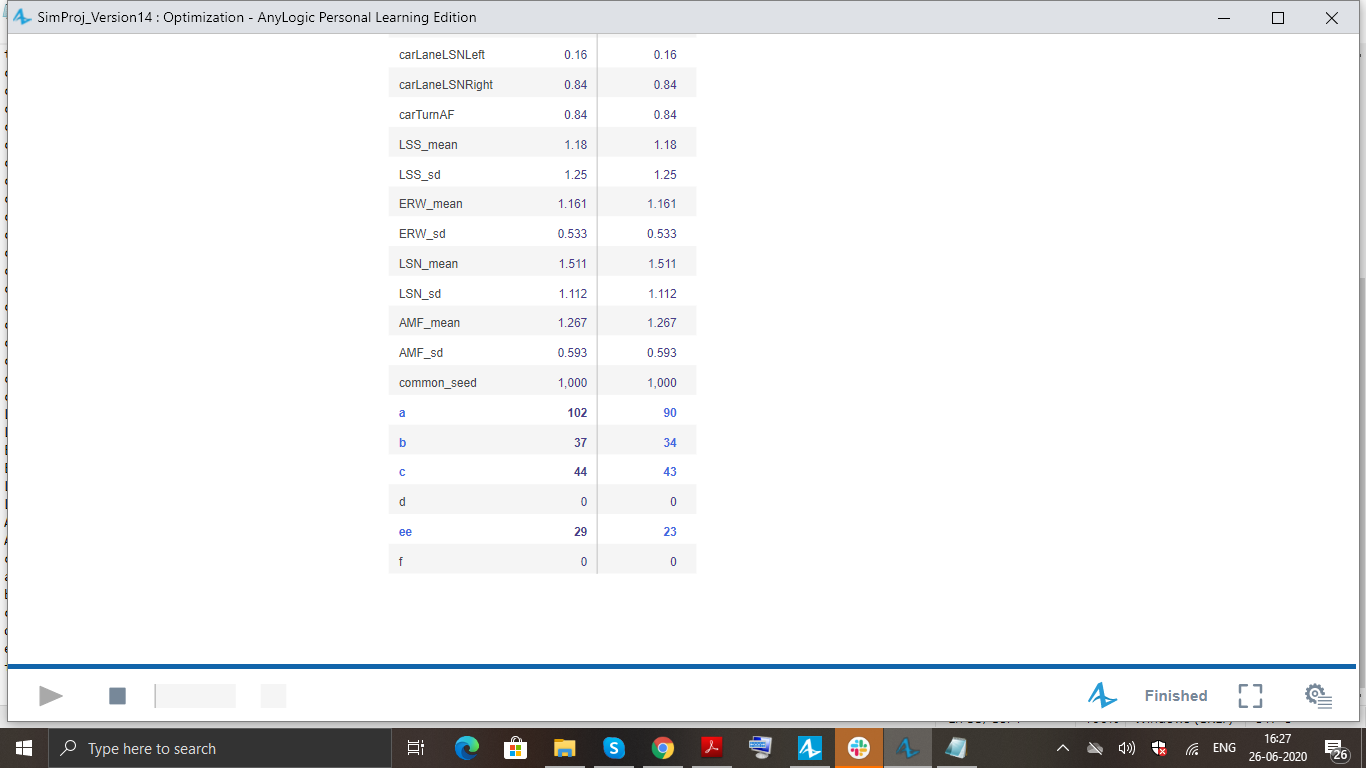 SimProj_Version14 : Optimization - AnyLogic Personal Learning Edition
carLaneLSNLeft 0.16 0.16
carLaneLSNRight 0.84 0.84
carTurnAF 0.84 0.84
LSS_mean 1.18 1.18
LSS_sd 1.25 1.25
ERW_mean 1.161 1.161
ERW_sd 0.533 0.533
LSN_mean 1.511 1.511
LSN_sd 1.112 1.112
AMF_mean 1.267 1.267
AMF_sd 0.593 0.593
common_seed 1,000 1,000
a 102 90
b 37 34
c 44 43
d 0 0
ee 29 23
f 0 0
Finished
Type here to search
ENG
16:27
26-06-2020
26